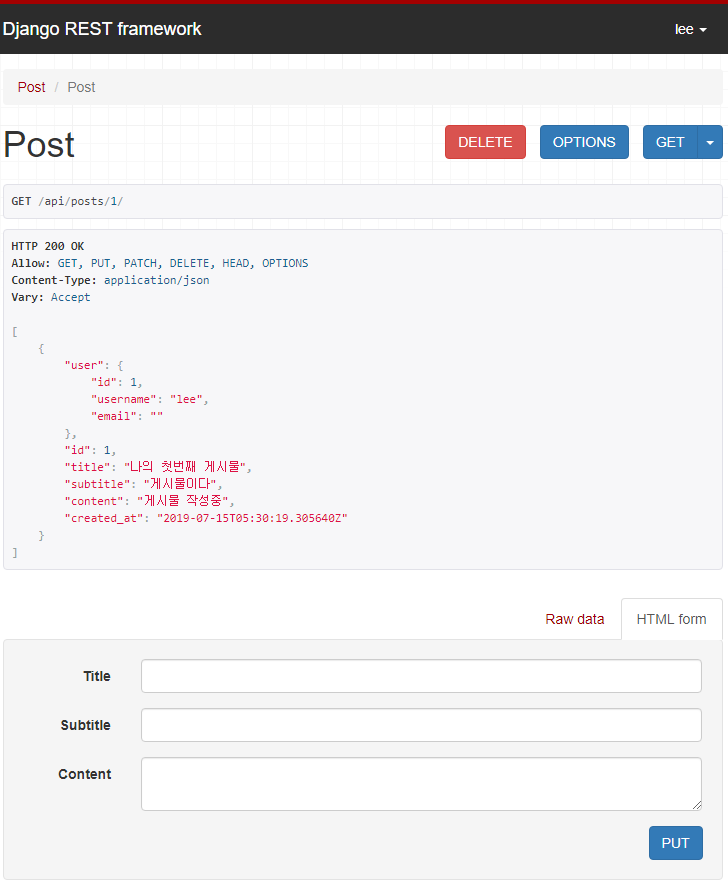 Django REST framework
lee
Post / Post
Post
DELETE
OPTIONS
GET
GET /api/posts/1/
HTTP 200 OK
Allow: GET, PUT, PATCH, DELETE, HEAD, OPTIONS
Content-Type: application/json
Vary: Accept
[
    {
        "user": {
            "id": 1,
            "username": "lee",
            "email": ""
        },
        "id": 1,
        "title": "나의 첫번째 게시물",
        "subtitle": "게시물이다",
        "content": "게시물 작성중",
        "created_at": "2019-07-15T05:30:19.305640Z"
    }
]
Raw data
HTML form
Title
Subtitle
Content
PUT